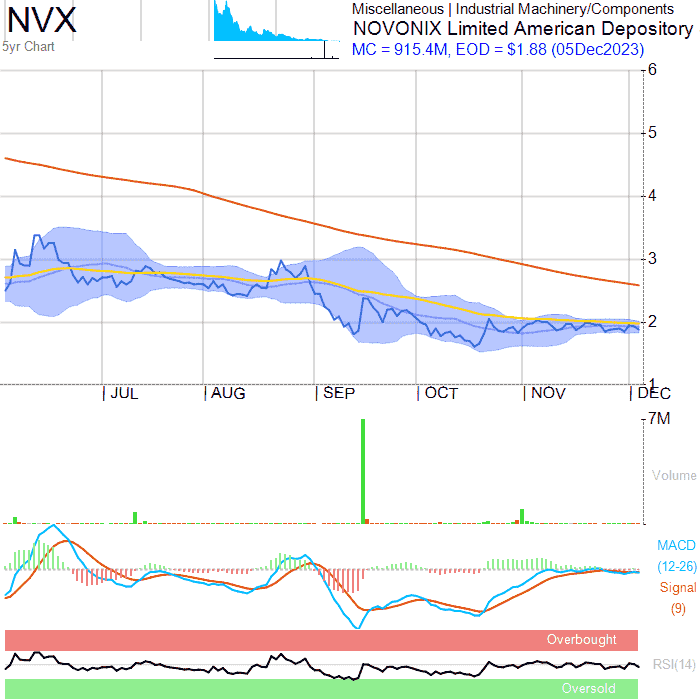 NVX
5yr Chart
Miscellaneous | Industrial Machinery/Components
NOVONIX Limited American Depository
MC = 915.4M, EOD = $1.88 (05Dec2023)
6
5
4
3
2
1
JUL AUG SEP OCT NOV DEC
7M
Volume
MACD
(12-26)
Signal
(9)
Overbought
RSI(14)
Oversold